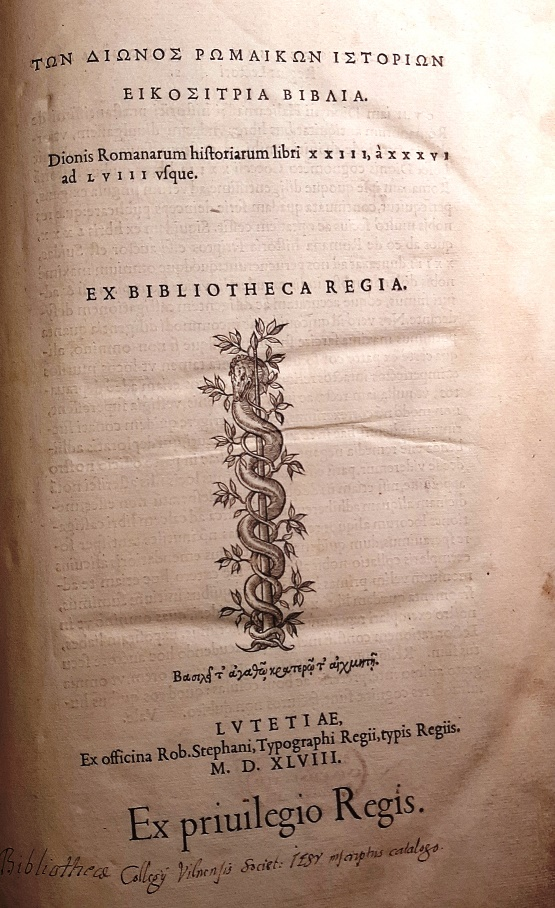 ΤΩΝ ΔΙΩΝΟΣ ΡΩΜΑΙΚΩΝ ΙΣΤΟΡΙΩΝ
ΕΙΚΟΣΙΤΡΙΑ ΒΙΒΛΙΑ.
Dionis Romanarum hiſtoriarum libri XXIII, à XXXVI
ad LVIII vſque.
EX BIBLIOTHECA REGIA.
Βασιλεῖ τ' ἀγαθῷ κρατερῷ τ' αἰχμητῇ.
LVTETIAE,
Ex officina Rob. Stephani, Typographi Regii, typis Regiis.
M. D. XLVIII.
Ex priuilegio Regis.
Bibliothecæ Collegij Vilnensis Societ: IESV inscriptus catalogo.